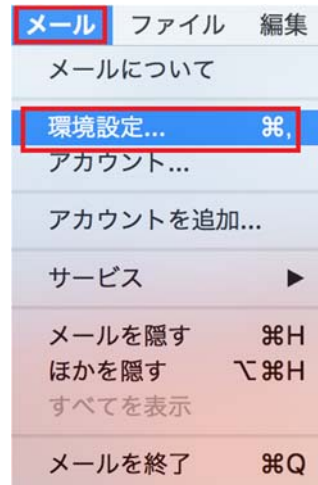 メール ファイル 編集
メールについて
環境設定... ⌘,
アカウント...
アカウントを追加...
サービス ▶
メールを隠す ⌘H
ほかを隠す ⌥⌘H
すべてを表示
メールを終了 ⌘Q